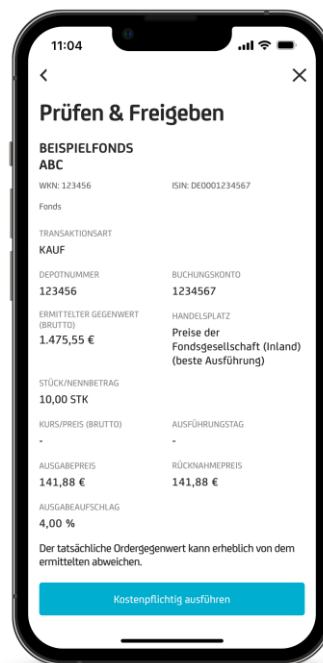 11:04
Prüfen & Freigeben
BEISPIELFONDS
ABC
WKN: 123456
ISIN: DE0001234567
Fonds
TRANSAKTIONSART
KAUF
DEPOTNUMMER
BUCHUNGSKONTO
123456
1234567
ERMITTELTER GEGENWERT
(BRUTTO)
1.475,55 €
HANDELSPLATZ
Preise der
Fondsgesellschaft (Inland)
(beste Ausführung)
STÜCK/NENNBETRAG
10,00 STK
KURS/PREIS (BRUTTO)
AUSFÜHRUNGSTAG
-
-
AUSGABEPREIS
RÜCKNAHMEPREIS
141,88 €
141,88 €
AUSGABEAUFSCHLAG
4,00 %
Der tatsächliche Ordergegenwert kann erheblich von dem
ermittelten abweichen.
Kostenpflichtig ausführen